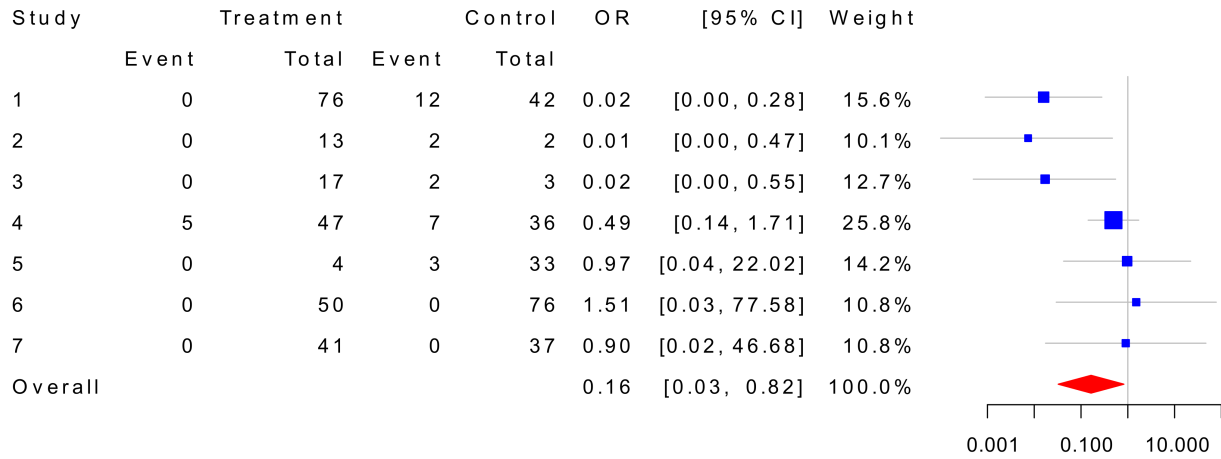 Study Treatment Control OR [95% CI] Weight
Event Total Event Total
1 0 76 12 42 0.02 [0.00, 0.28] 15.6%
2 0 13 2 2 0.01 [0.00, 0.47] 10.1%
3 0 17 2 3 0.02 [0.00, 0.55] 12.7%
4 5 47 7 36 0.49 [0.14, 1.71] 25.8%
5 0 4 3 33 0.97 [0.04, 22.02] 14.2%
6 0 50 0 76 1.51 [0.03, 77.58] 10.8%
7 0 41 0 37 0.90 [0.02, 46.68] 10.8%
Overall 0.16 [0.03, 0.82] 100.0%
0.001 0.100 10.000